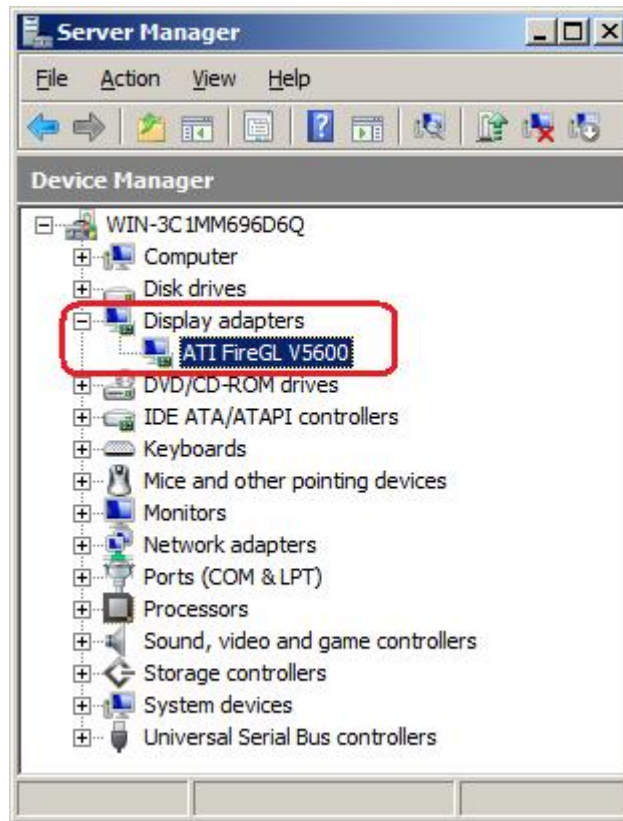 Server Manager
File Action View Help
Device Manager
WIN-3C1MM696D6Q
Computer
Disk drives
Display adapters
ATI FireGL V5600
DVD/CD-ROM drives
IDE ATA/ATAPI controllers
Keyboards
Mice and other pointing devices
Monitors
Network adapters
Ports (COM & LPT)
Processors
Sound, video and game controllers
Storage controllers
System devices
Universal Serial Bus controllers